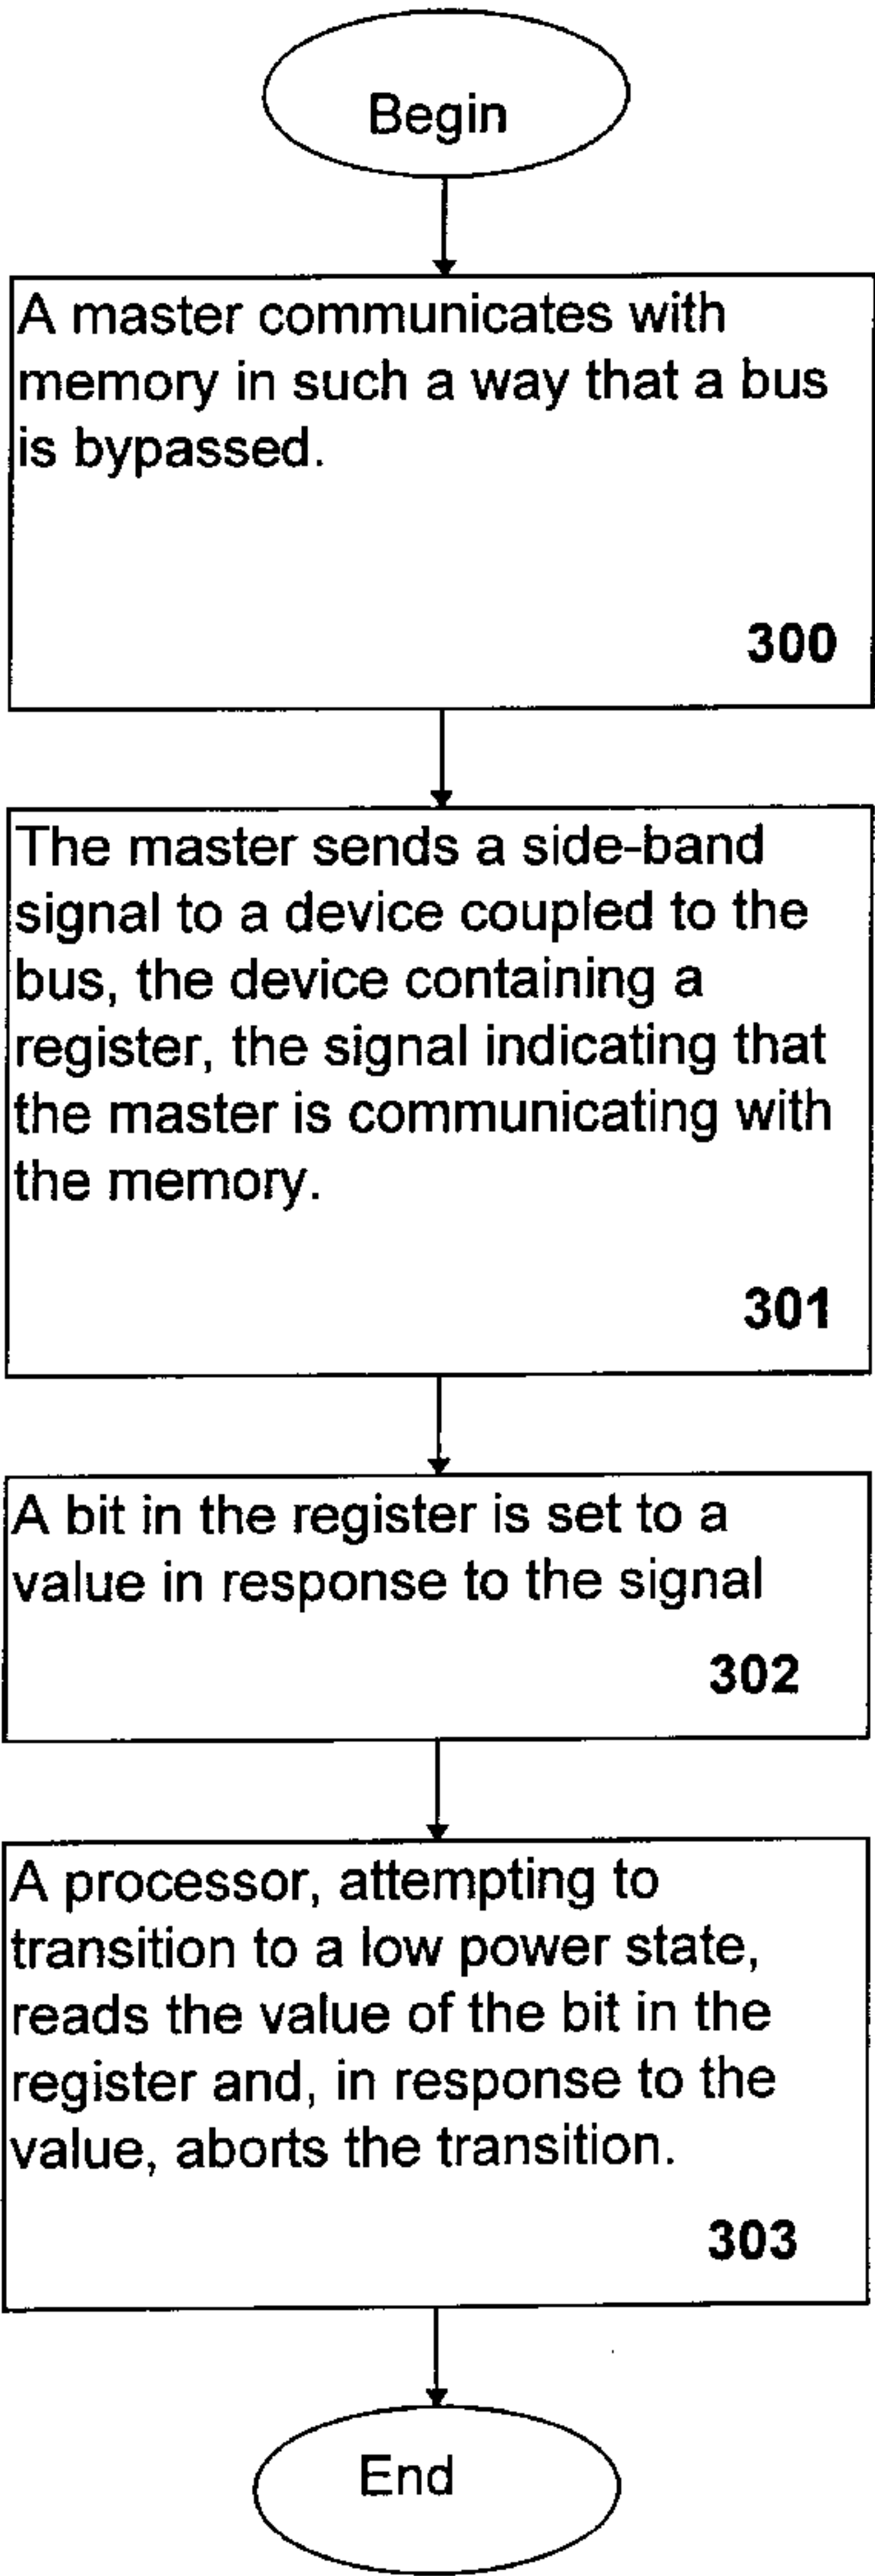 Begin
A master communicates with
memory in such a way that a bus
is bypassed.
300
The master sends a side-band
signal to a device coupled to the
bus, the device containing a
register, the signal indicating that
the master is communicating with
the memory.
301
A bit in the register is set to a
value in response to the signal
302
A processor, attempting to
transition to a low power state,
reads the value of the bit in the
register and, in response to the
value, aborts the transition.
303
End